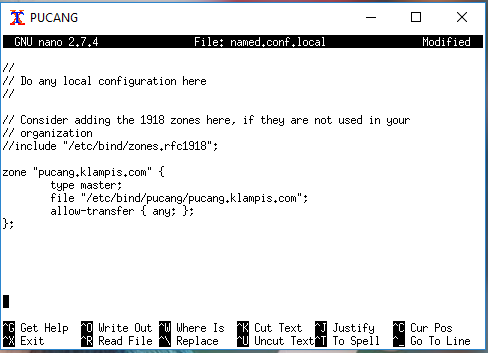 PUCANG
GNU nano 2.7.4 File: named.conf.local Modified
//
// Do any local configuration here
//
// Consider adding the 1918 zones here, if they are not used in your
// organization
//include "/etc/bind/zones.rfc1918";
zone "pucang.klampis.com" {
type master;
file "/etc/bind/pucang/pucang.klampis.com";
allow-transfer { any; };
};
^G Get Help ^O Write Out ^W Where Is ^K Cut Text ^J Justify ^C Cur Pos
^X Exit ^R Read File ^\ Replace ^U Uncut Text ^T To Spell ^_ Go To Line